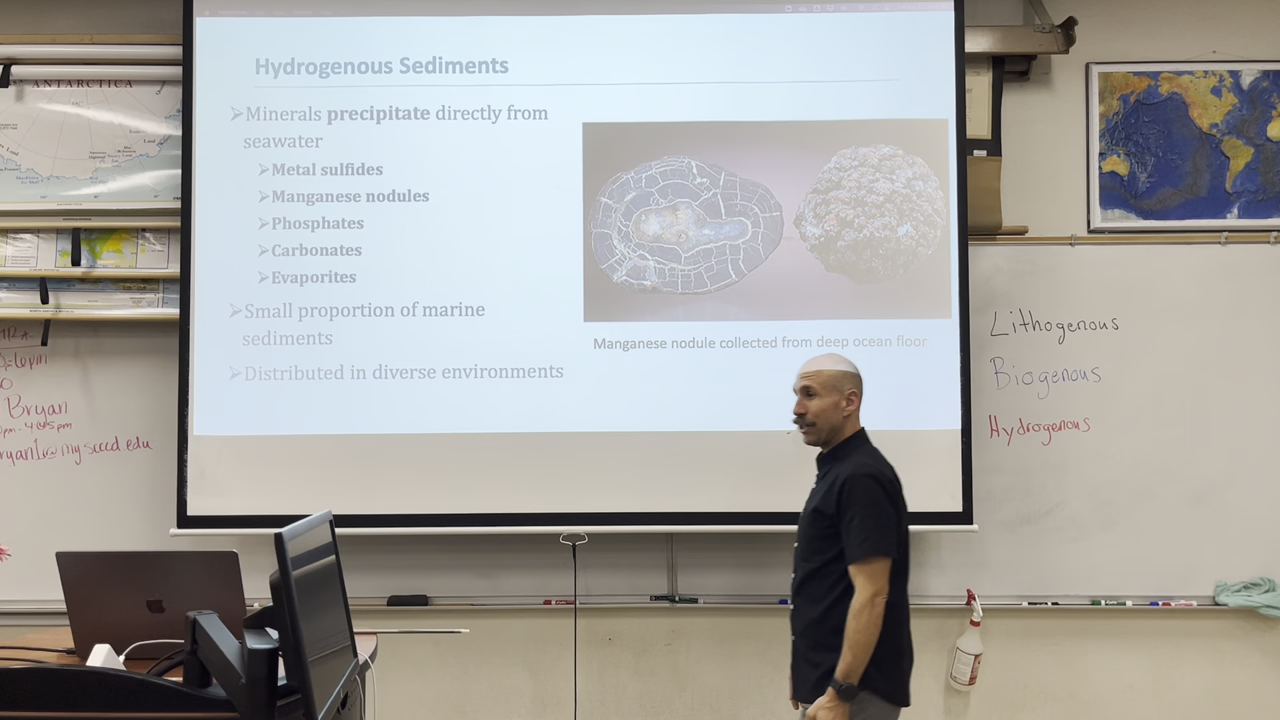 ANTARCTICA
Hydrogenous Sediments
➢Minerals precipitate directly from
seawater
➢Metal sulfides
➢Manganese nodules
➢Phosphates
➢Carbonates
➢Evaporites
➢Small proportion of marine
sediments
➢Distributed in diverse environments
Manganese nodule collected from deep ocean floor
Lithogenous
Biogenous
Hydrogenous
Bryan